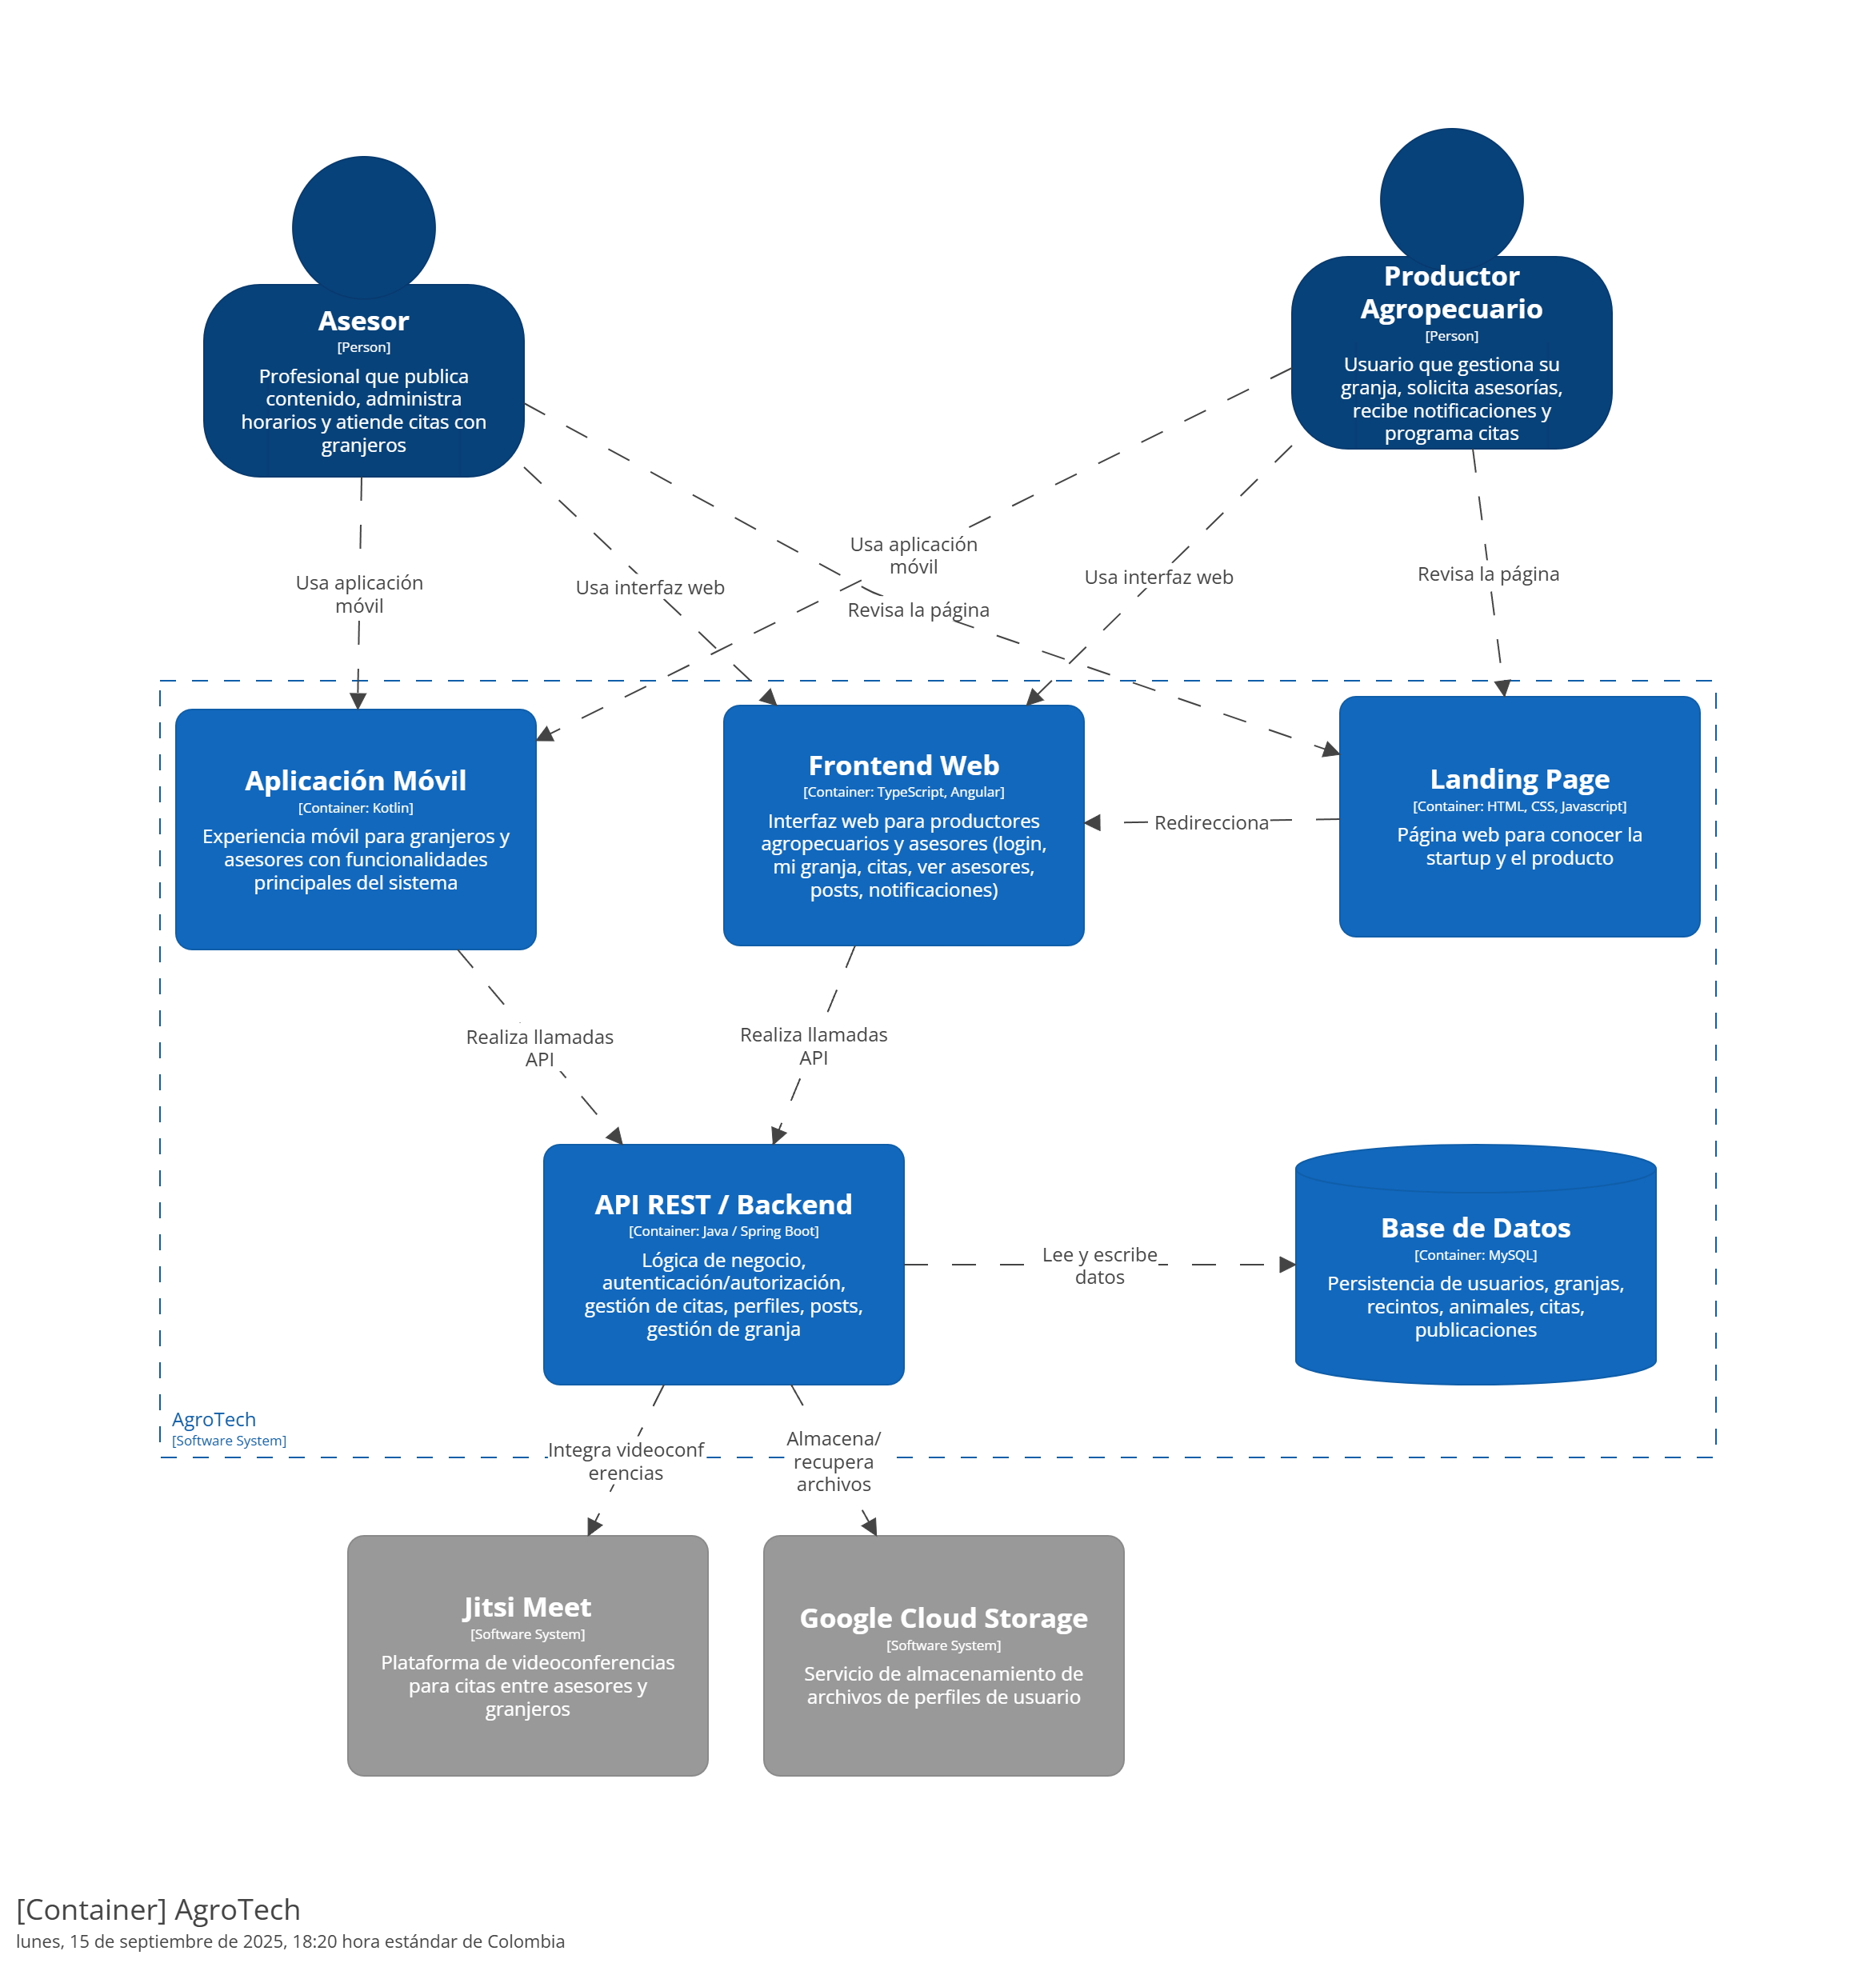 Asesor
[Person]
Profesional que publica
contenido, administra
horarios y atiende citas con
granjeros
Productor
Agropecuario
[Person]
Usuario que gestiona su
granja, solicita asesorías,
recibe notificaciones y
programa citas
Usa aplicación
móvil
Usa interfaz web
Usa aplicación
móvil
Revisa la página
Usa interfaz web
Revisa la página
Aplicación Móvil
[Container: Kotlin]
Experiencia móvil para granjeros y
asesores con funcionalidades
principales del sistema
Frontend Web
[Container: TypeScript, Angular]
Interfaz web para productores
agropecuarios y asesores (login,
mi granja, citas, ver asesores,
posts, notificaciones)
Redirecciona
Landing Page
[Container: HTML, CSS, Javascript]
Página web para conocer la
startup y el producto
Realiza llamadas
API
Realiza llamadas
API
API REST / Backend
[Container: Java / Spring Boot]
Lógica de negocio,
autenticación/autorización,
gestión de citas, perfiles, posts,
gestión de granja
Lee y escribe
datos
Base de Datos
[Container: MySQL]
Persistencia de usuarios, granjas,
recintos, animales, citas,
publicaciones
AgroTech
[Software System]
Integra videoconf
erencias
Almacena/
recupera
archivos
Jitsi Meet
[Software System]
Plataforma de videoconferencias
para citas entre asesores y
granjeros
Google Cloud Storage
[Software System]
Servicio de almacenamiento de
archivos de perfiles de usuario
[Container] AgroTech
lunes, 15 de septiembre de 2025, 18:20 hora estándar de Colombia